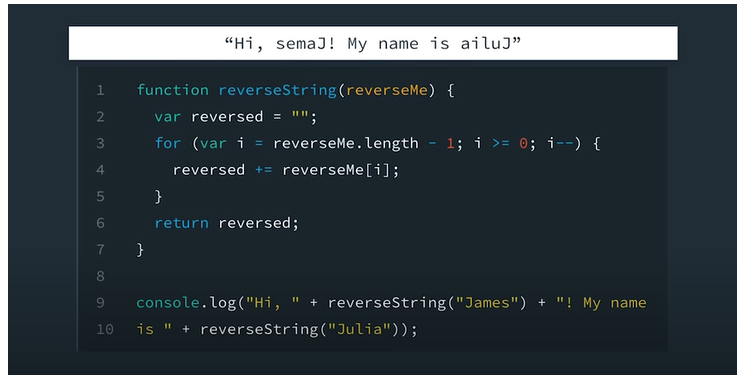 “Hi, semaJ! My name is ailuJ”
1 function reverseString(reverseMe) {
2 var reversed = "";
3 for (var i = reverseMe.length - 1; i >= 0; i--) {
4 reversed += reverseMe[i];
5 }
6 return reversed;
7 }
8
9 console.log("Hi, " + reverseString("James") + "! My name
10 is " + reverseString("Julia"));